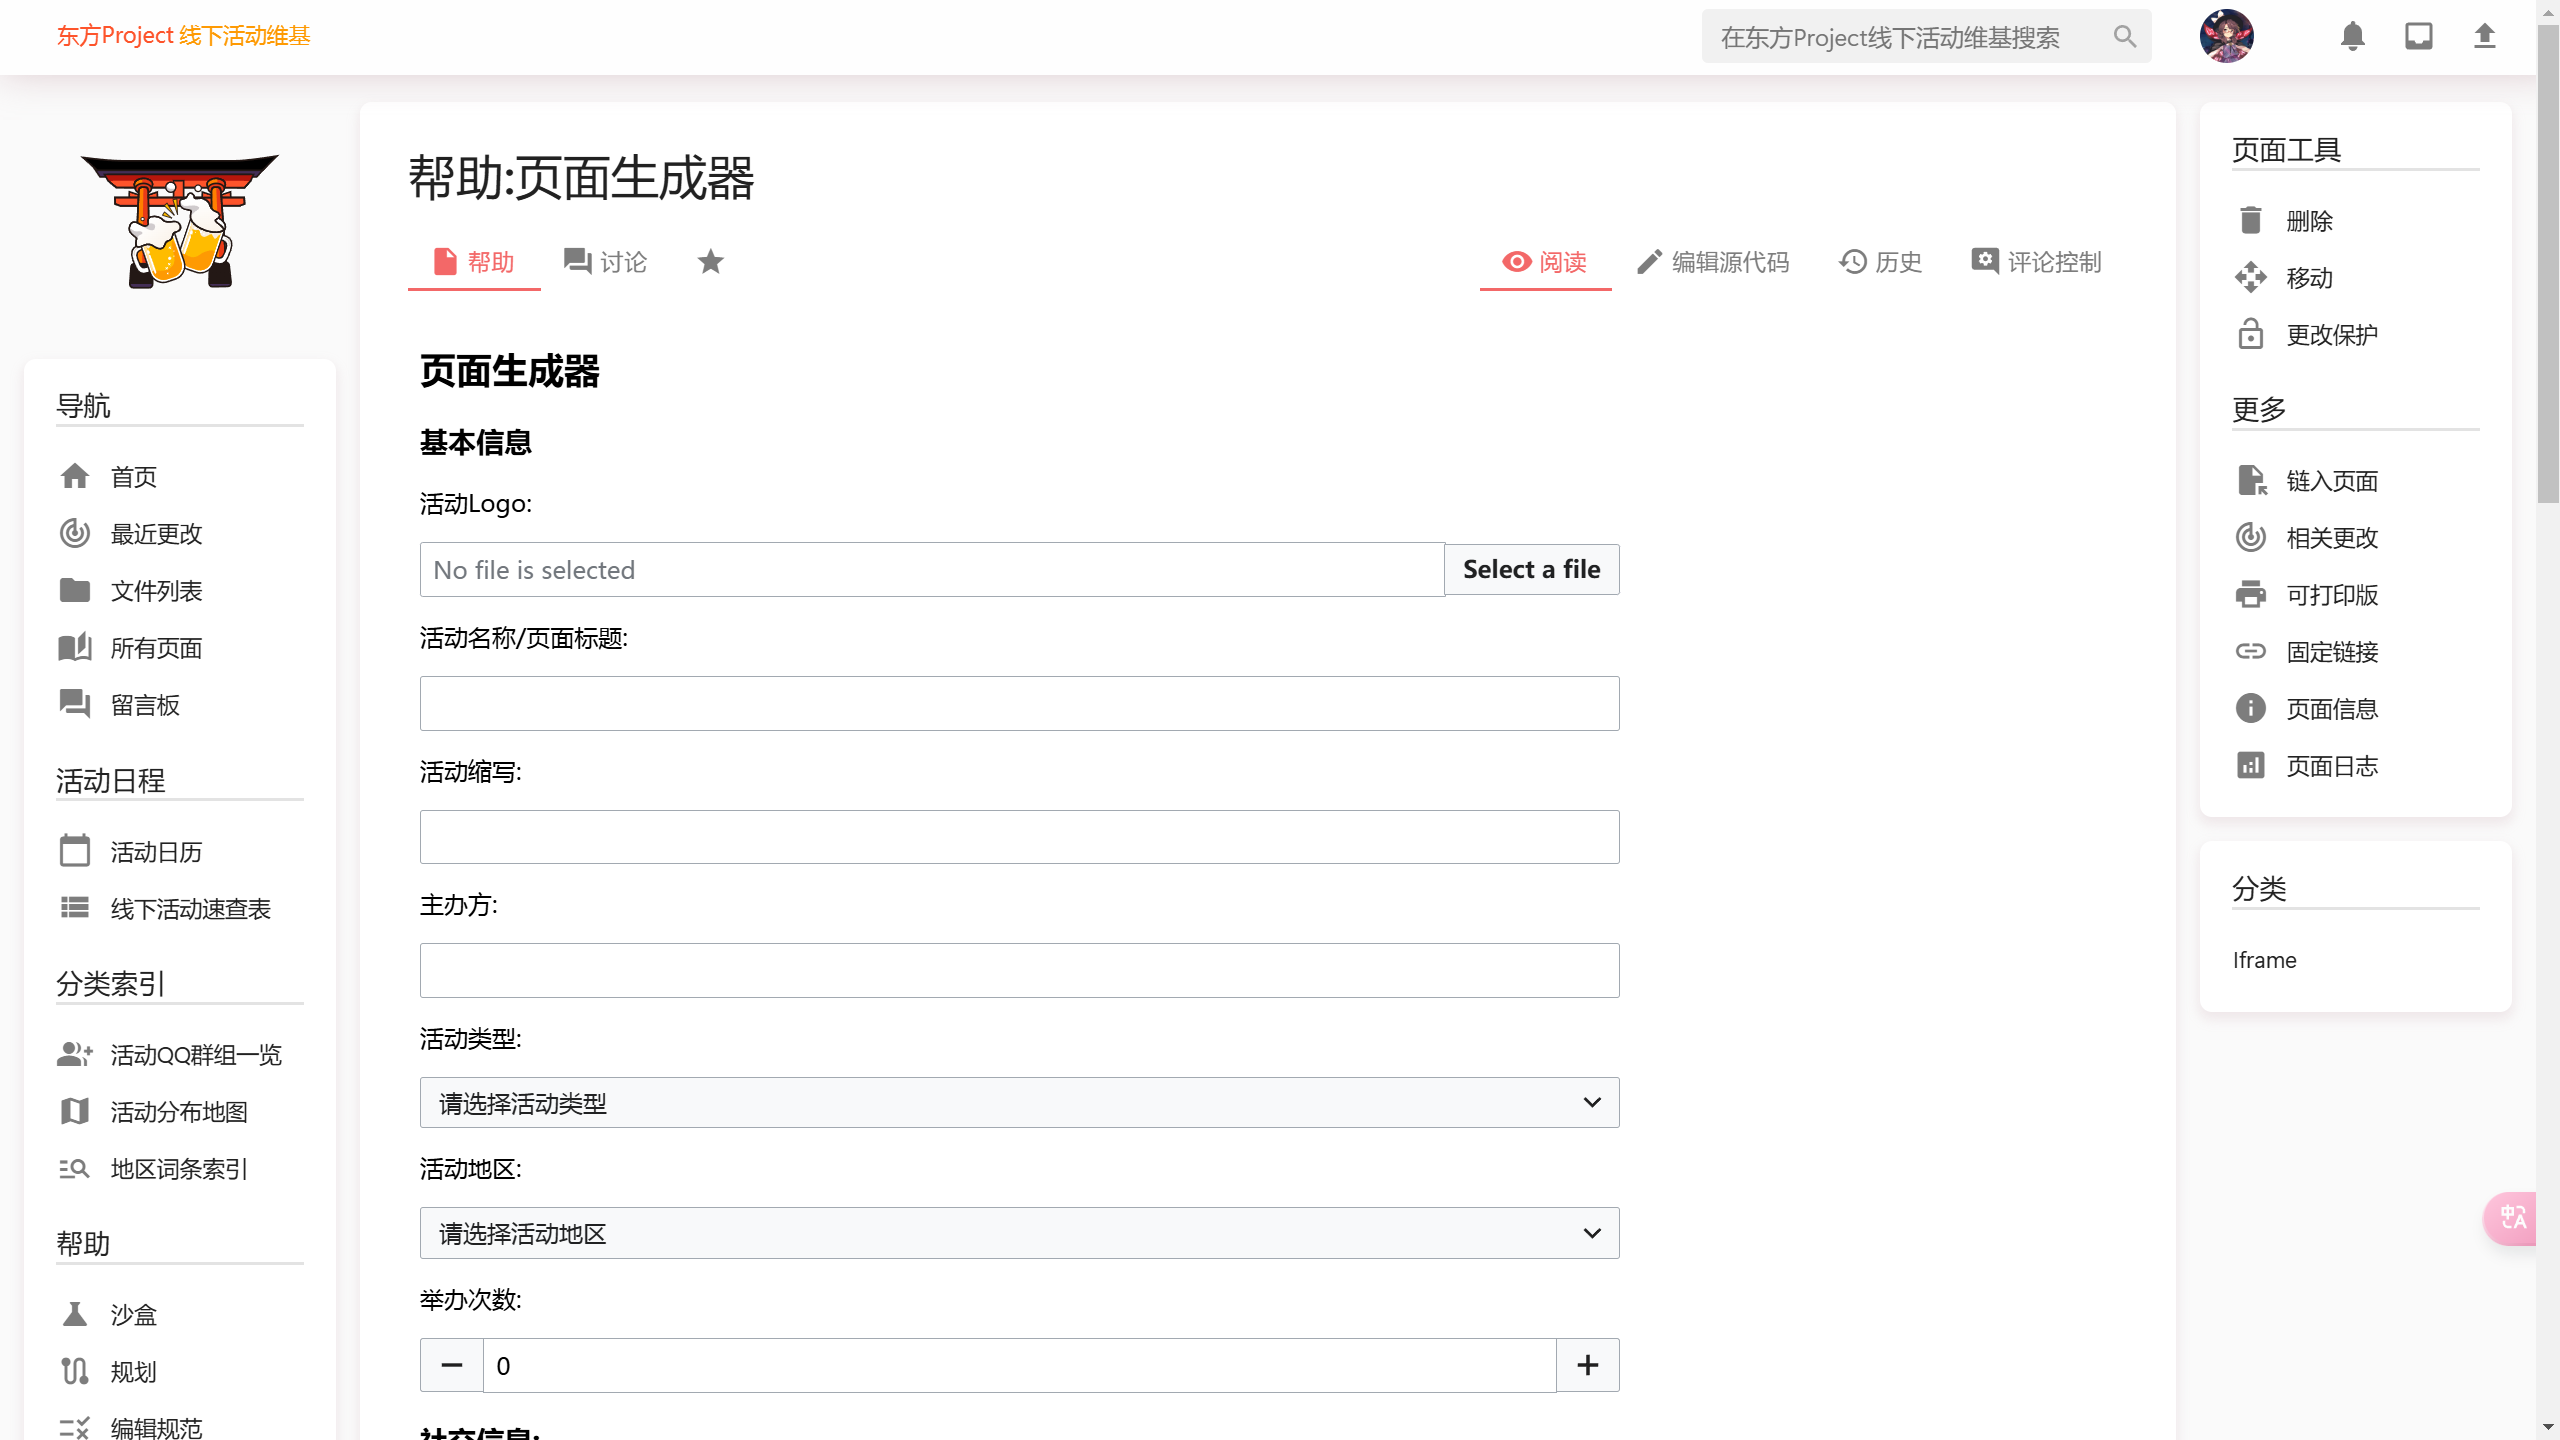 东方Project 线下活动维基
在东方Project线下活动维基搜索
帮助:页面生成器
帮助
讨论
阅读
编辑源代码
历史
评论控制
导航
首页
最近更改
文件列表
所有页面
留言板
活动日程
活动日历
线下活动速查表
分类索引
活动QQ群组一览
活动分布地图
地区词条索引
帮助
沙盒
规划
编辑规范
页面生成器
基本信息
活动Logo:
No file is selected
Select a file
活动名称/页面标题:
活动缩写:
主办方:
活动类型:
请选择活动类型
活动地区:
请选择活动地区
举办次数:
0
社交信息:
页面工具
删除
移动
更改保护
更多
链入页面
相关更改
可打印版
固定链接
页面信息
页面日志
分类
Iframe